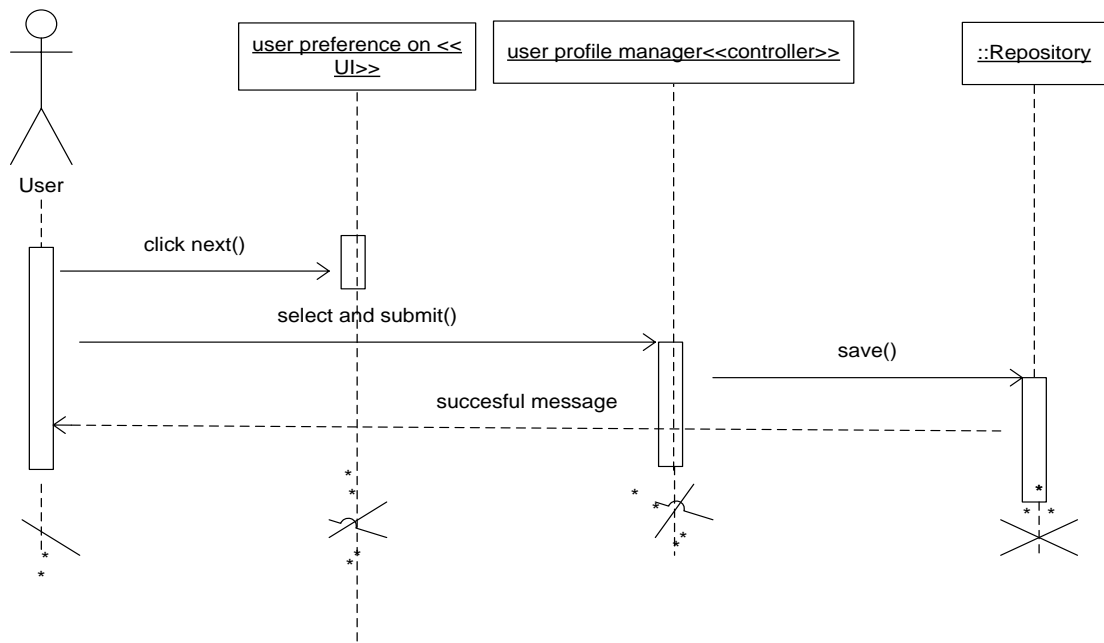 user preference on <<
UI>>
user profile manager<<controller>>
::Repository
User
click next()
select and submit()
save()
succesful message
*
*
*
*
*
*
*
*
*
*
*
*
*
*